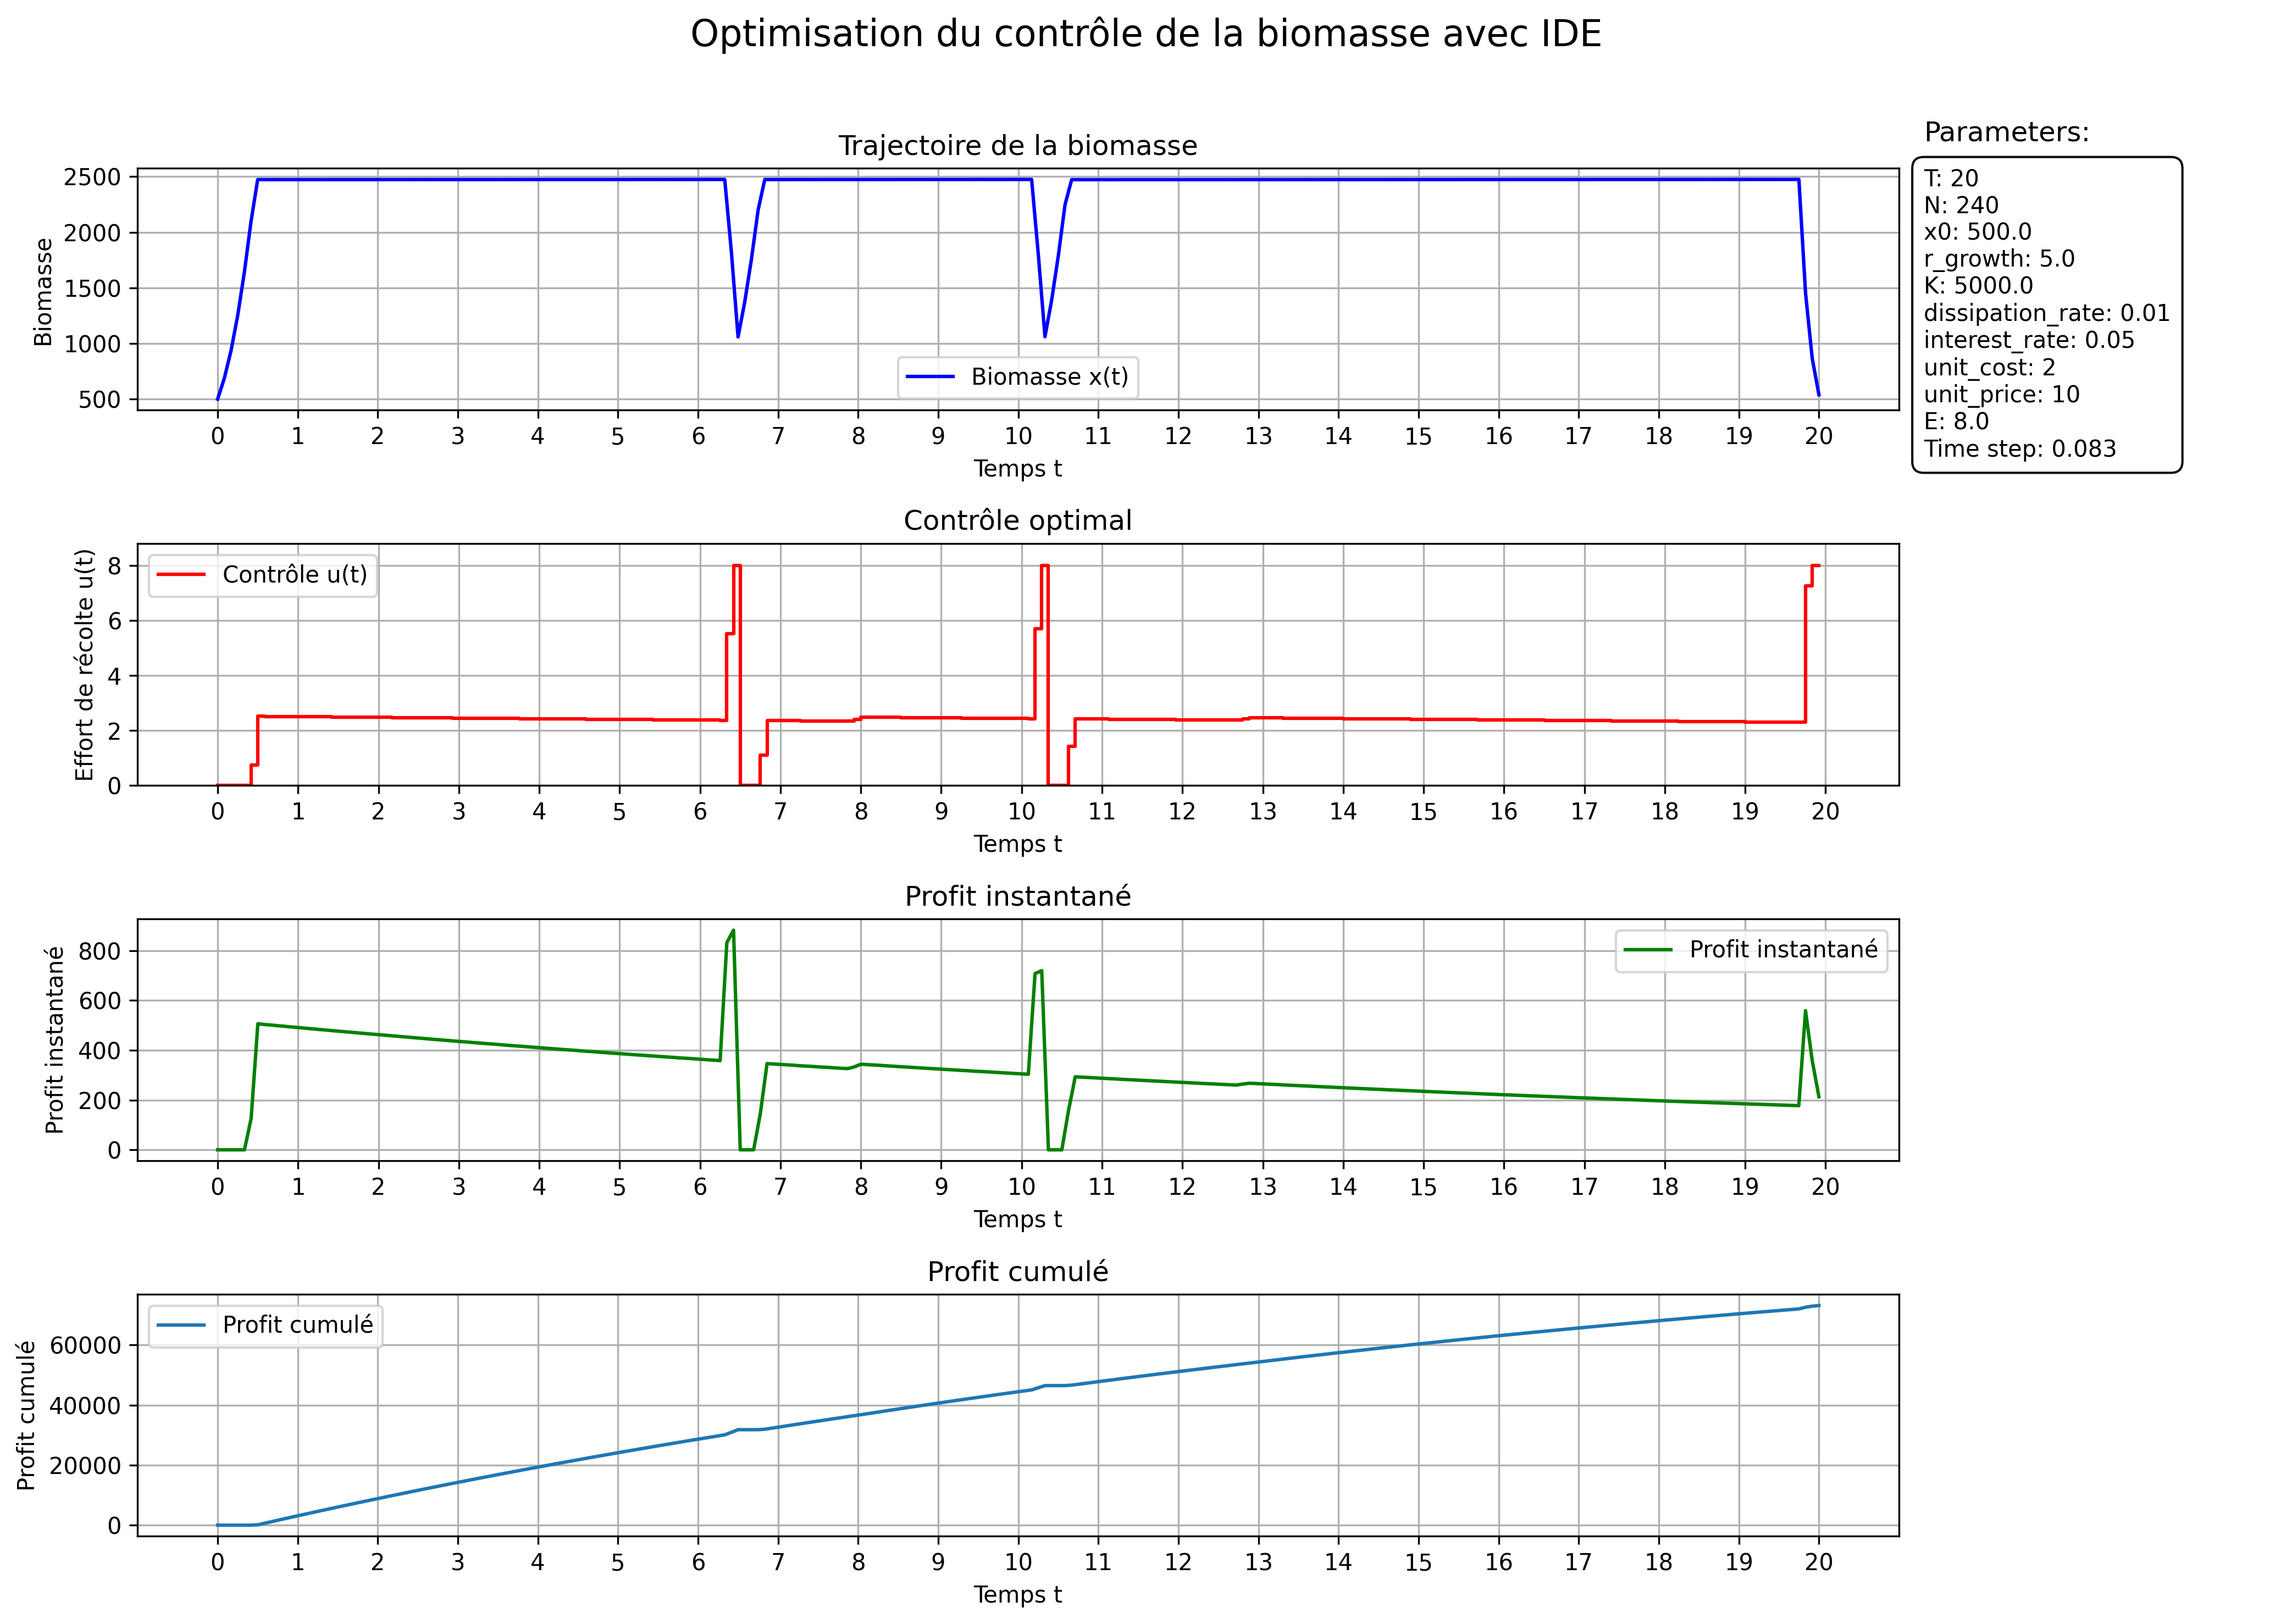 Optimisation du contrôle de la biomasse avec IDE
Trajectoire de la biomasse
Biomasse
2500
2000
1500
1000
500
Biomasse x(t)
0 1 2 3 4 5 6 7 8 9 10 11 12 13 14 15 16 17 18 19 20
Temps t
Parameters:
T: 20
N: 240
x0: 500.0
r_growth: 5.0
K: 5000.0
dissipation_rate: 0.01
interest_rate: 0.05
unit_cost: 2
unit_price: 10
E: 8.0
Time step: 0.083
Contrôle optimal
Effort de récolte u(t)
8
6
4
2
0
Contrôle u(t)
0 1 2 3 4 5 6 7 8 9 10 11 12 13 14 15 16 17 18 19 20
Temps t
Profit instantané
Profit instantané
800
600
400
200
0
Profit instantané
0 1 2 3 4 5 6 7 8 9 10 11 12 13 14 15 16 17 18 19 20
Temps t
Profit cumulé
Profit cumulé
60000
40000
20000
0
Profit cumulé
0 1 2 3 4 5 6 7 8 9 10 11 12 13 14 15 16 17 18 19 20
Temps t